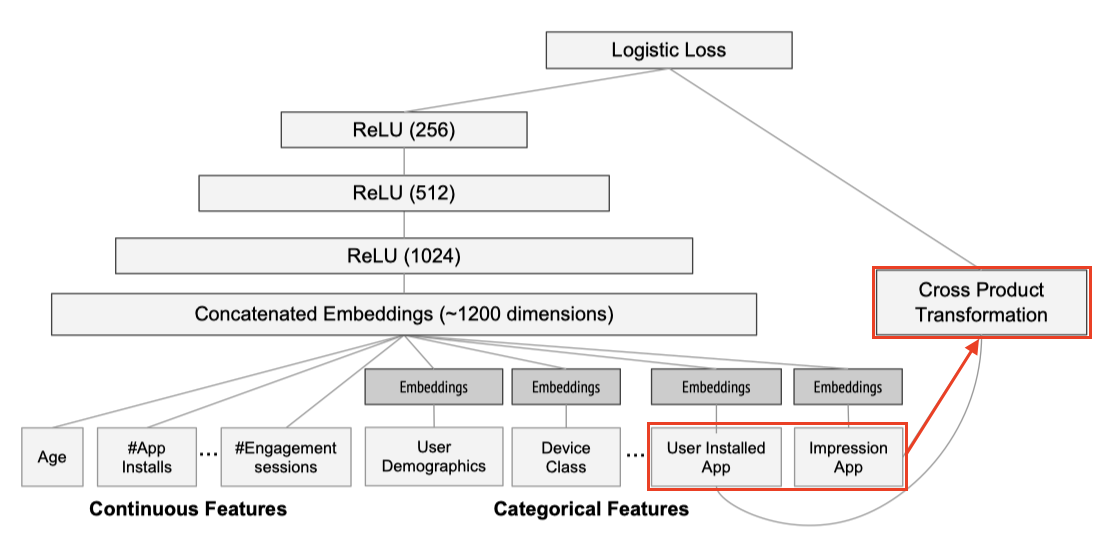 Logistic Loss
ReLU (256)
ReLU (512)
ReLU (1024)
Concatenated Embeddings (~1200 dimensions)
Cross Product
Transformation
Embeddings
Embeddings
Embeddings
Embeddings
Age
#App
Installs
...
#Engagement
sessions
User
Demographics
Device
Class
...
User Installed
App
Impression
App
Continuous Features
Categorical Features